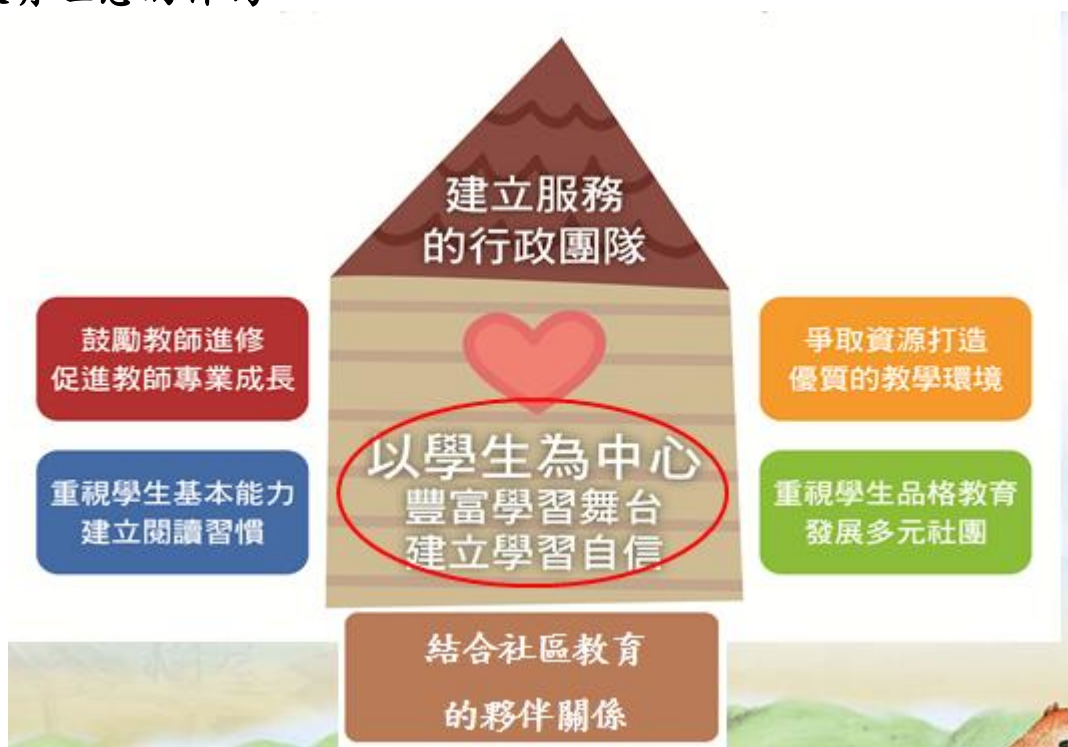 建立服務
的行政團隊
鼓勵教師進修
促進教師專業成長
爭取資源打造
優質的教學環境
以學生為中心
豐富學習舞台
建立學習自信
重視學生基本能力
建立閱讀習慣
重視學生品格教育
發展多元社團
結合社區教育
的夥伴關係